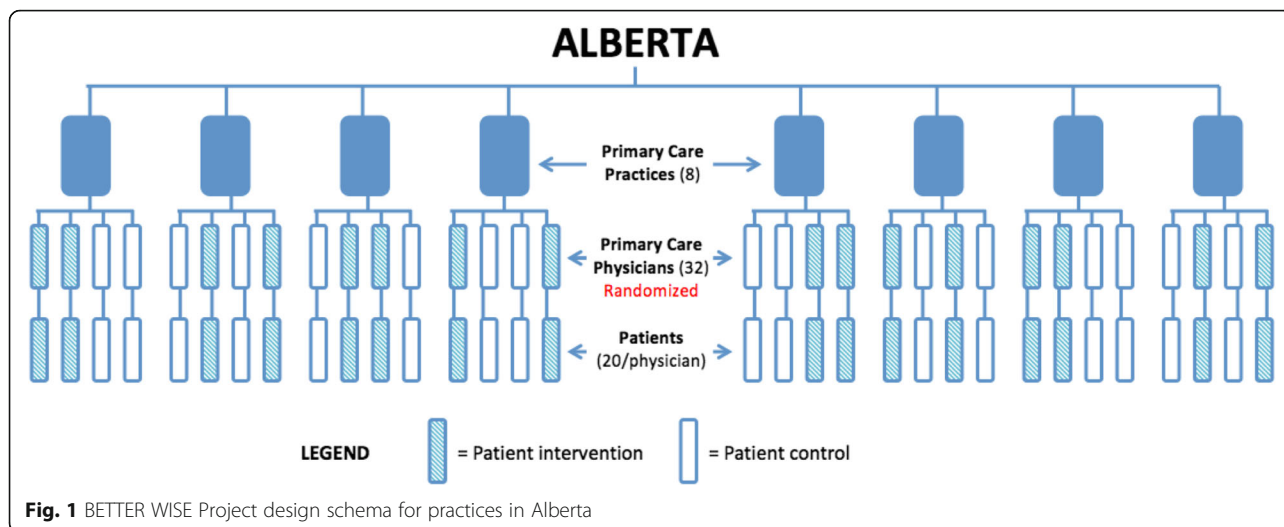 ALBERTA
Primary Care
Practices (8)
Primary Care
Physicians (32)
Randomized
Patients
(20/physician)
LEGEND
= Patient intervention
= Patient control
Fig. 1 BETTER WISE Project design schema for practices in Alberta